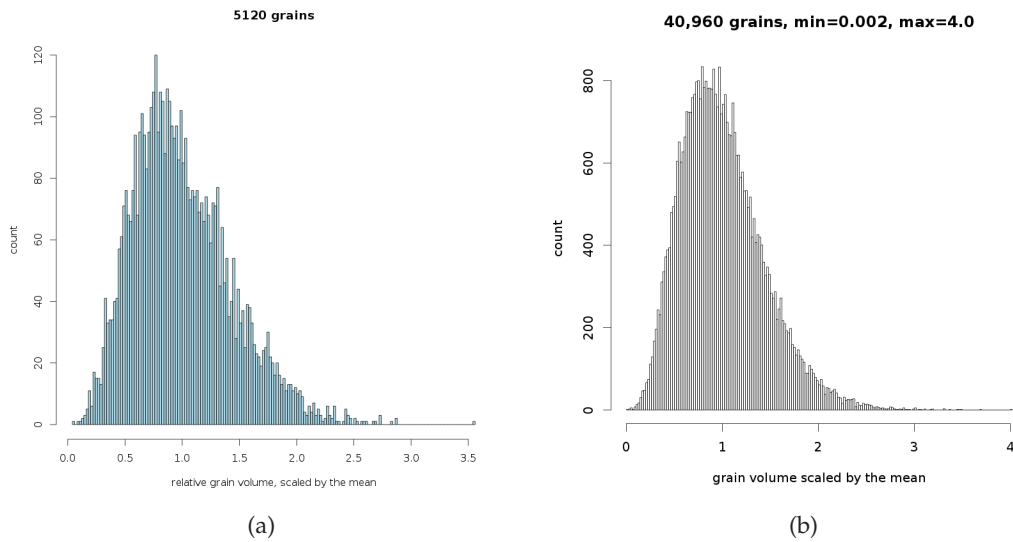 5120 grains
count
120
100
80
60
40
20
0
0.0 0.5 1.0 1.5 2.0 2.5 3.0 3.5
relative grain volume, scaled by the mean
(a)
40,960 grains, min=0.002, max=4.0
count
800
600
400
200
0
0 1 2 3 4
grain volume scaled by the mean
(b)